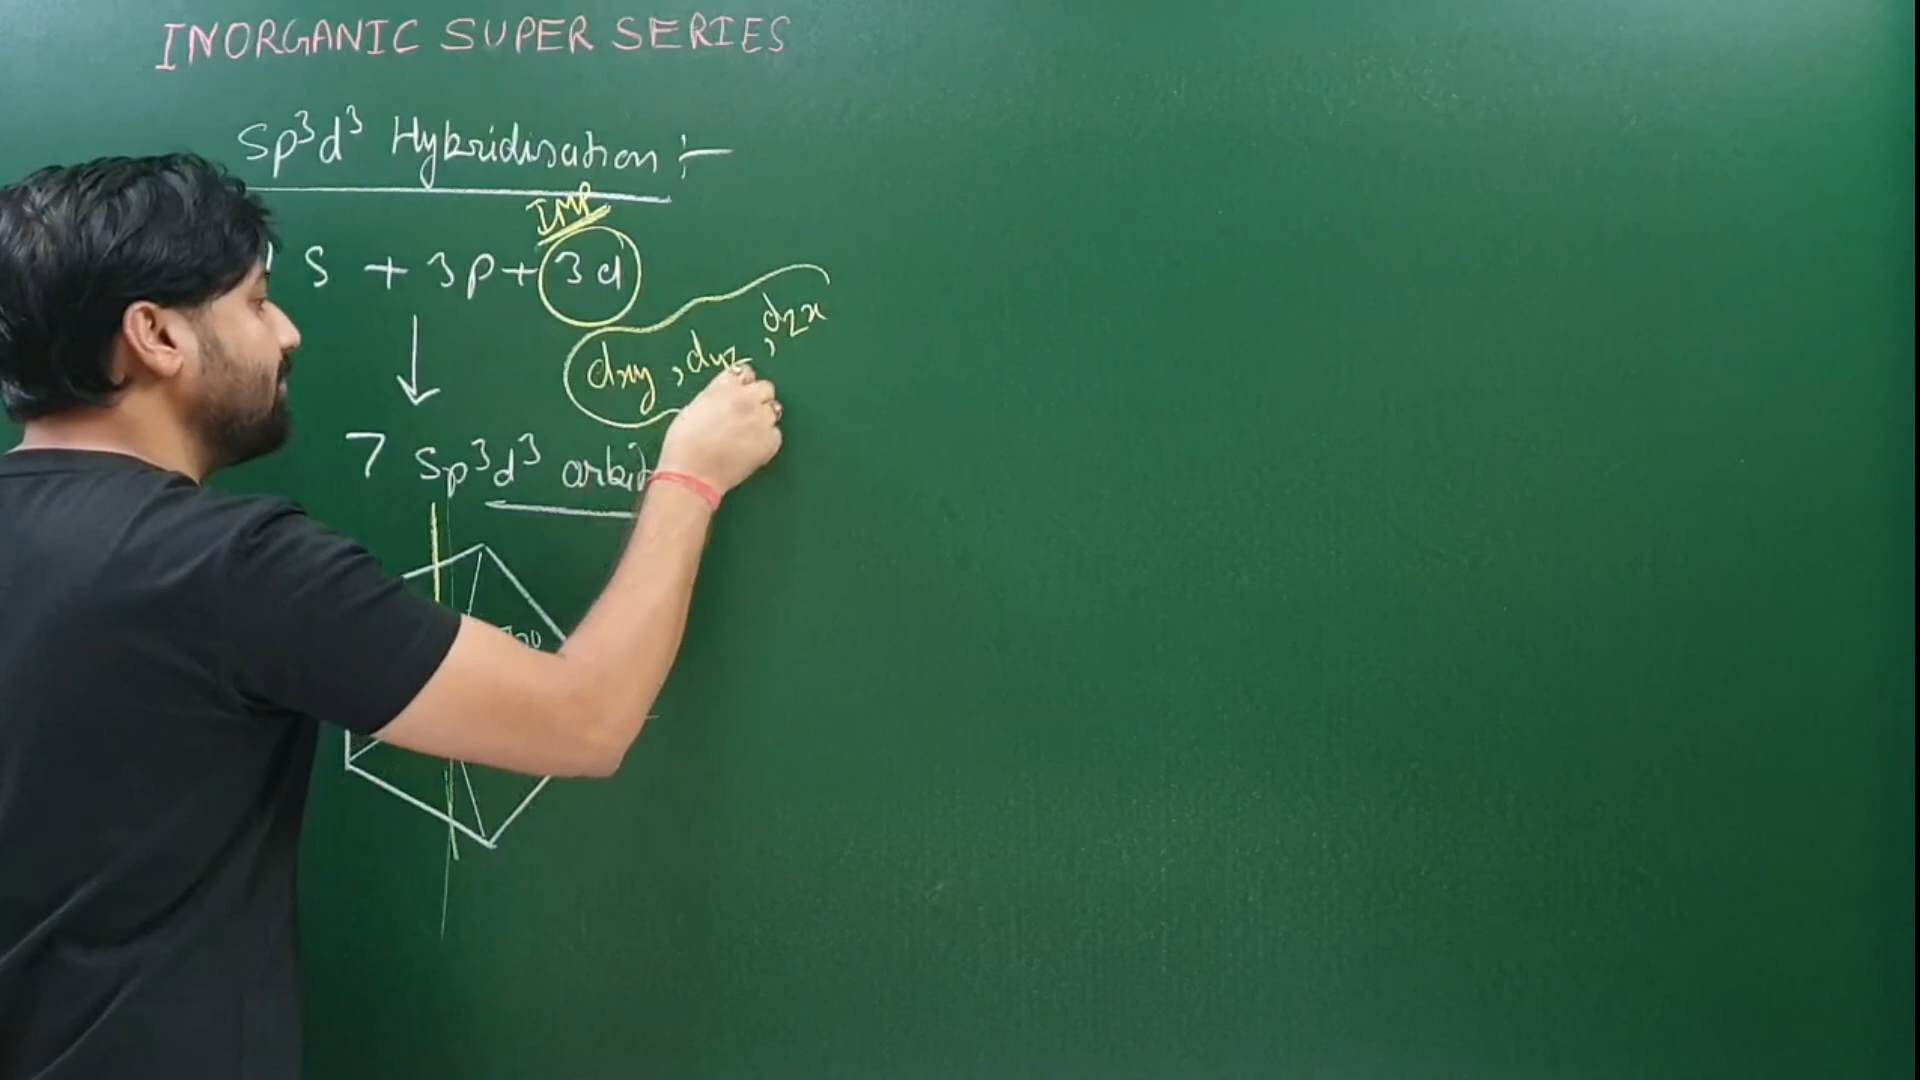 INORGANIC SUPER SERIES
Sp³d³ Hybridisation :-
IMP
1 S + 3p + 3d
dxy, dyz, dzx
7 Sp³d³ orbit